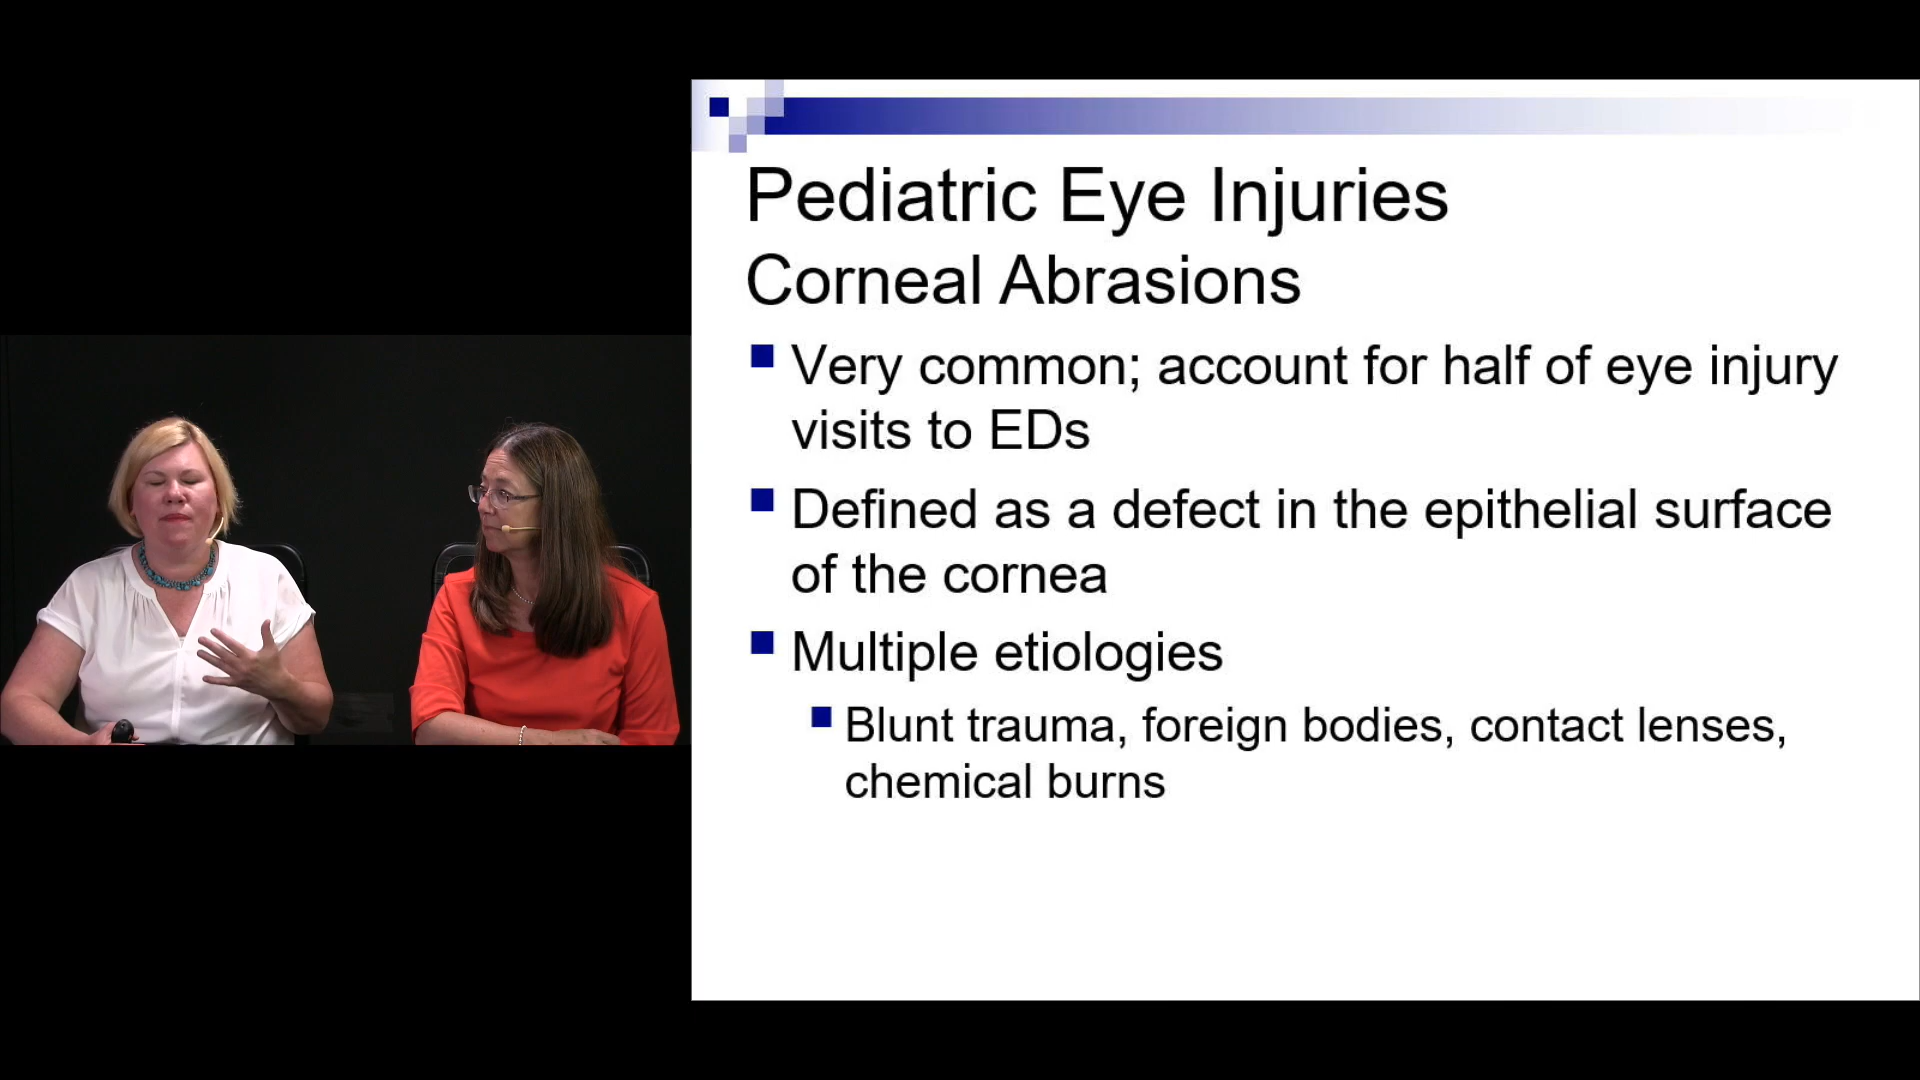 Pediatric Eye Injuries
Corneal Abrasions
Very common; account for half of eye injury
visits to EDs
Defined as a defect in the epithelial surface
of the cornea
Multiple etiologies
Blunt trauma, foreign bodies, contact lenses,
chemical burns